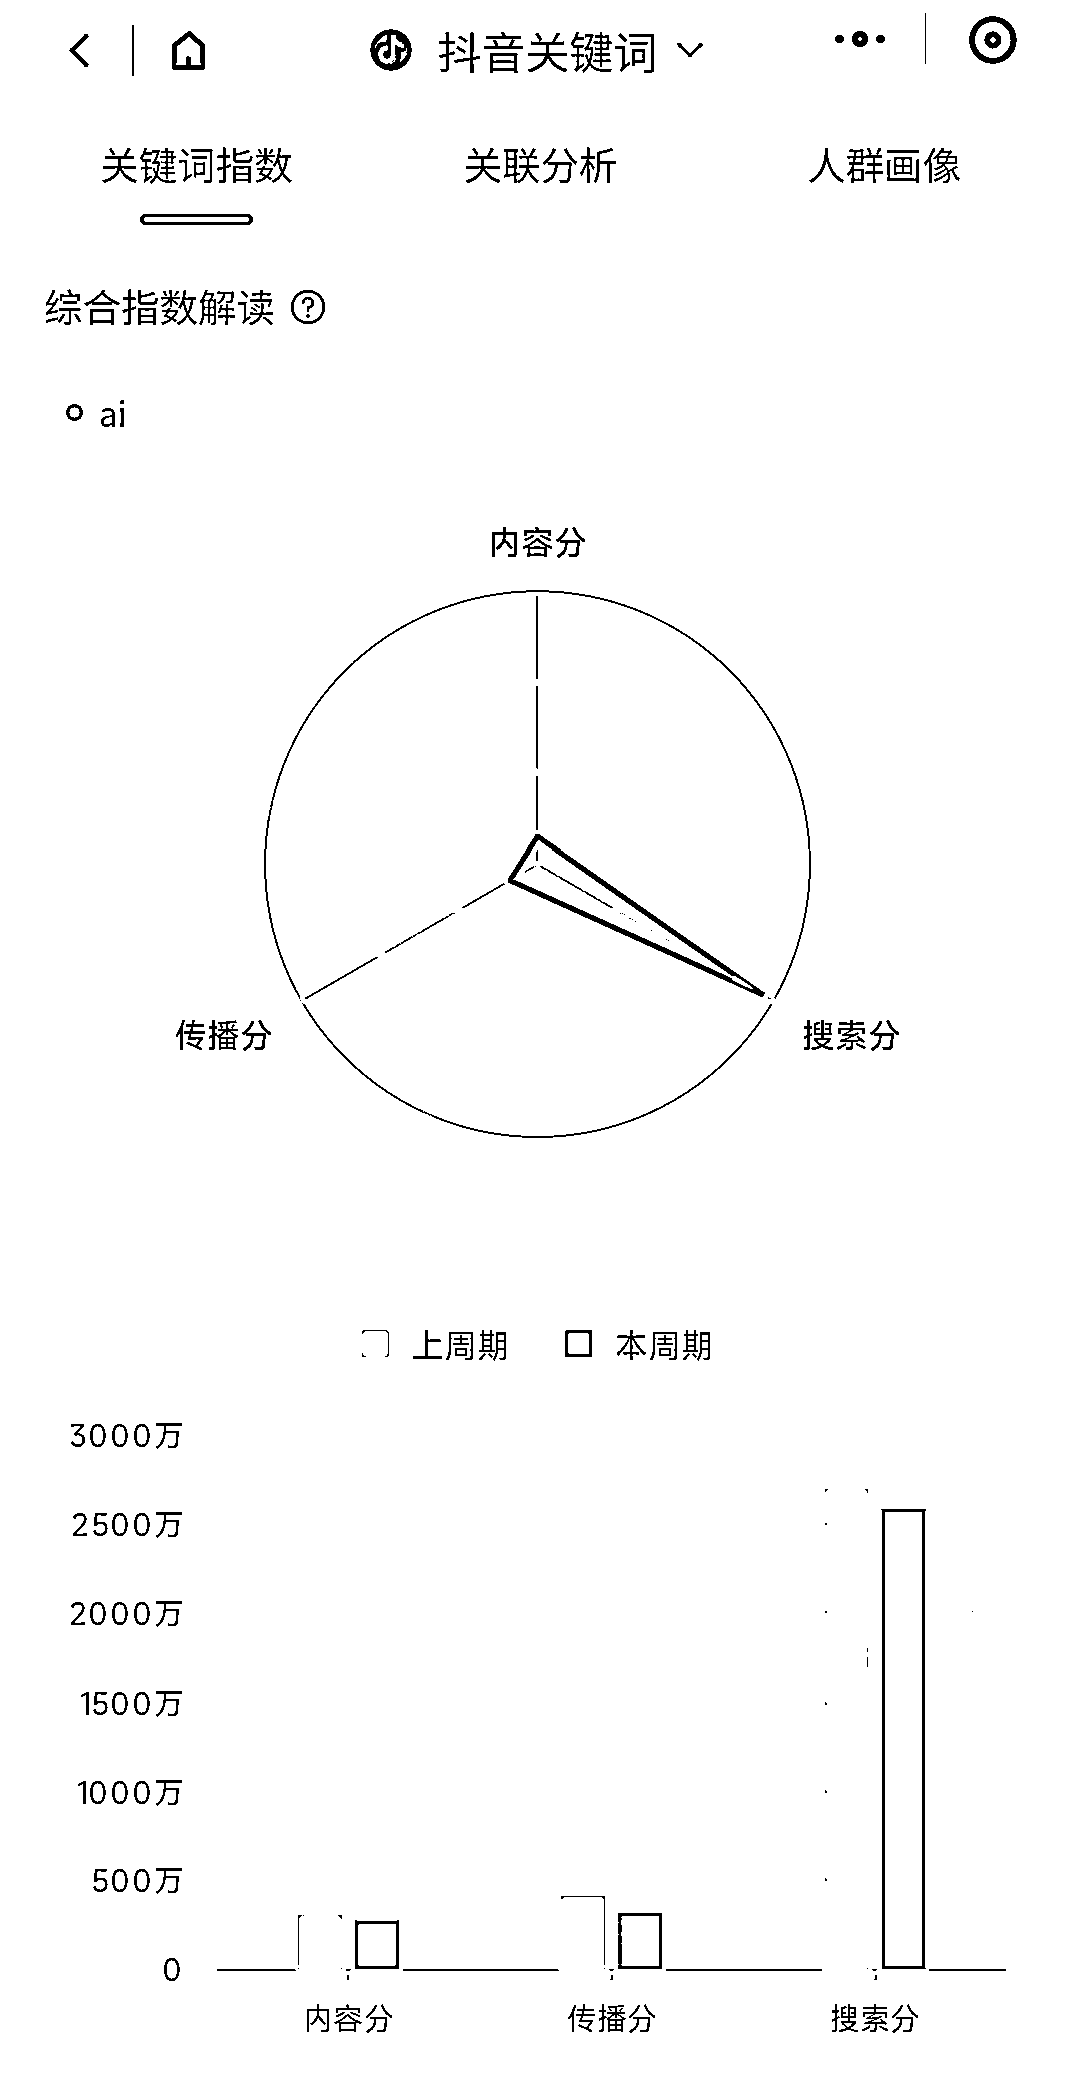 抖音关键词
关键词指数 关联分析 人群画像
综合指数解读 ?
ai
内容分
传播分 搜索分
上周期 本周期
3000万
2500万
2000万
1500万
1000万
500万
0
内容分 传播分 搜索分